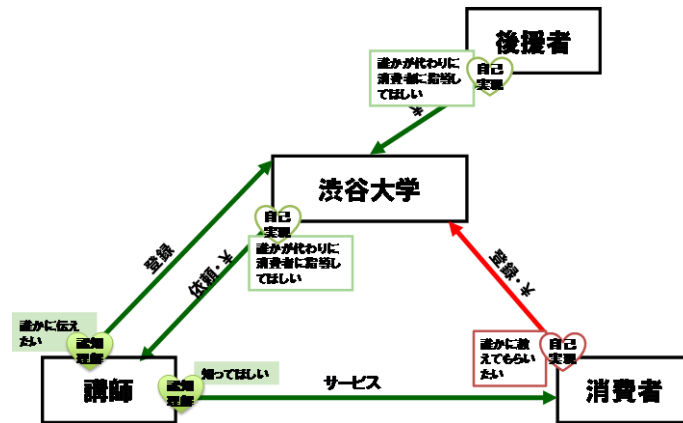 後援者
誰かが代わりに
消費者に給当し
てほしい
自己
実現
渋谷大学
自己
実現
誰かが代わりに
消費者に給当し
てほしい
登録
¥・依頼
¥・登録
誰かに伝え
たい
認知
理解
講師
認知
理解
知ってほしい
サービス
誰かに教
えてもらい
たい
自己
実現
消費者